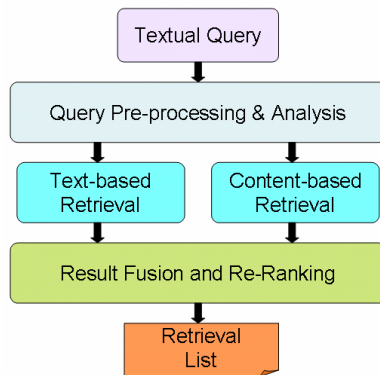 Textual Query
Query Pre-processing & Analysis
Text-based
Retrieval
Content-based
Retrieval
Result Fusion and Re-Ranking
Retrieval
List